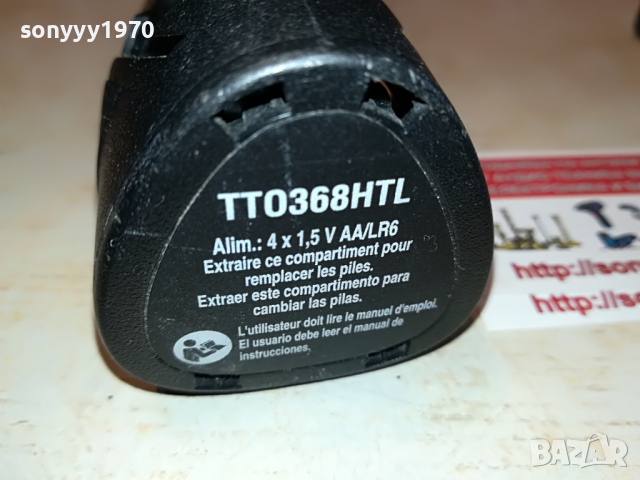 sonyyy1970
TTO368HTL
Alim.: 4 x 1,5 V AA/LR6
Extraire ce compartiment pour
remplacer les piles.
Extraer este compartimento para
cambiar las pilas.
L'utilisateur doit lire le manuel d'emploi.
El usuario debe leer el manual de
instrucciones.
http://son
http://so
BAZAR